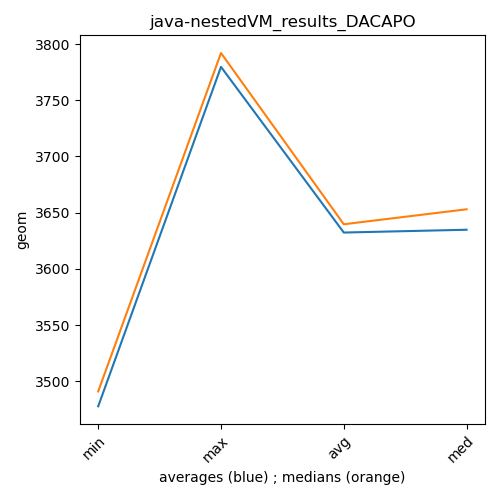 java-nestedVM_results_DACAPO
3800
3750
3700
3650
3600
3550
3500
geom
min
max
avg
med
averages (blue) ; medians (orange)